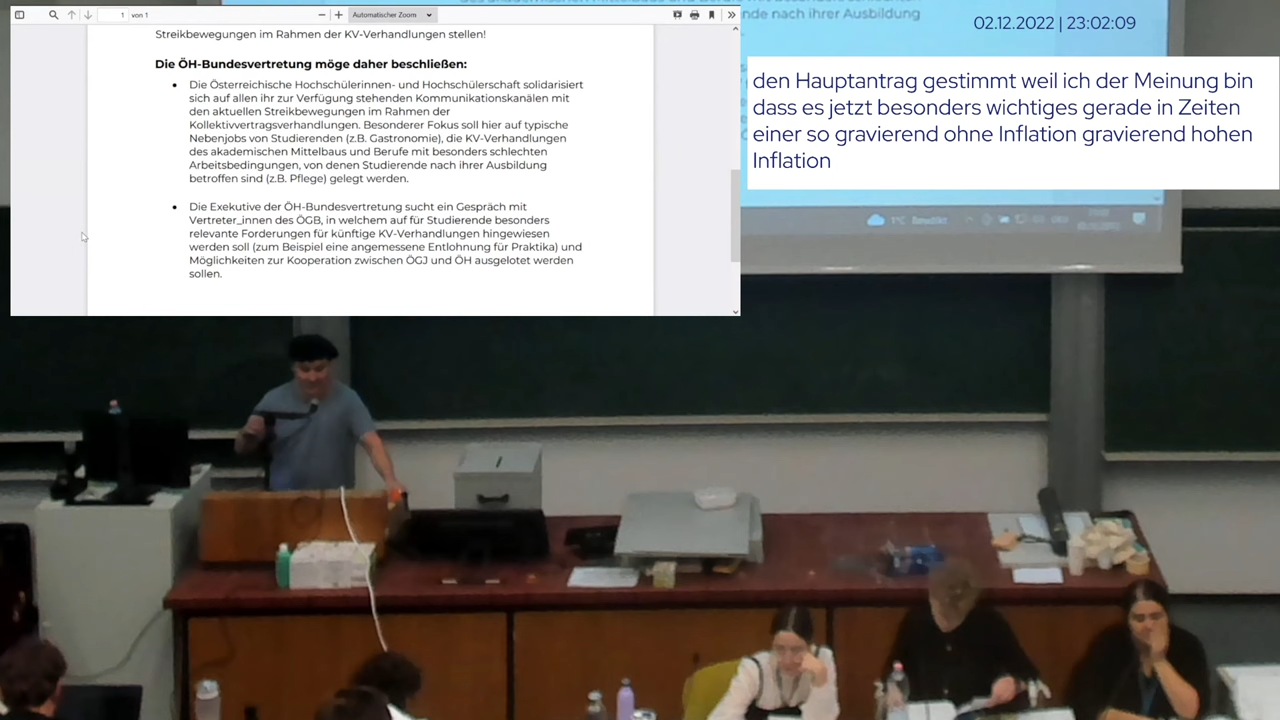 1 von 1
Automatischer Zoom
Streikbewegungen im Rahmen der KV-Verhandlungen stellen!
Die ÖH-Bundesvertretung möge daher beschließen:
• Die Österreichische Hochschülerinnen- und Hochschülerschaft solidarisiert
sich auf allen ihr zur Verfügung stehenden Kommunikationskanälen mit
den aktuellen Streikbewegungen im Rahmen der
Kollektivvertragsverhandlungen. Besonderer Fokus soll hier auf typische
Nebenjobs von Studierenden (z.B. Gastronomie), die KV-Verhandlungen
des akademischen Mittelbaus und Berufe mit besonders schlechten
Arbeitsbedingungen, von denen Studierende nach ihrer Ausbildung
betroffen sind (z.B. Pflege) gelegt werden.
• Die Exekutive der ÖH-Bundesvertretung sucht ein Gespräch mit
Vertreter_innen des ÖGB, in welchem auf für Studierende besonders
relevante Forderungen für künftige KV-Verhandlungen hingewiesen
werden soll (zum Beispiel eine angemessene Entlohnung für Praktika) und
Möglichkeiten zur Kooperation zwischen ÖGJ und ÖH ausgelotet werden
sollen.
nde nach ihrer Ausbildung
02.12.2022 | 23:02:09
den Hauptantrag gestimmt weil ich der Meinung bin
dass es jetzt besonders wichtiges gerade in Zeiten
einer so gravierend ohne Inflation gravierend hohen
Inflation
1°C